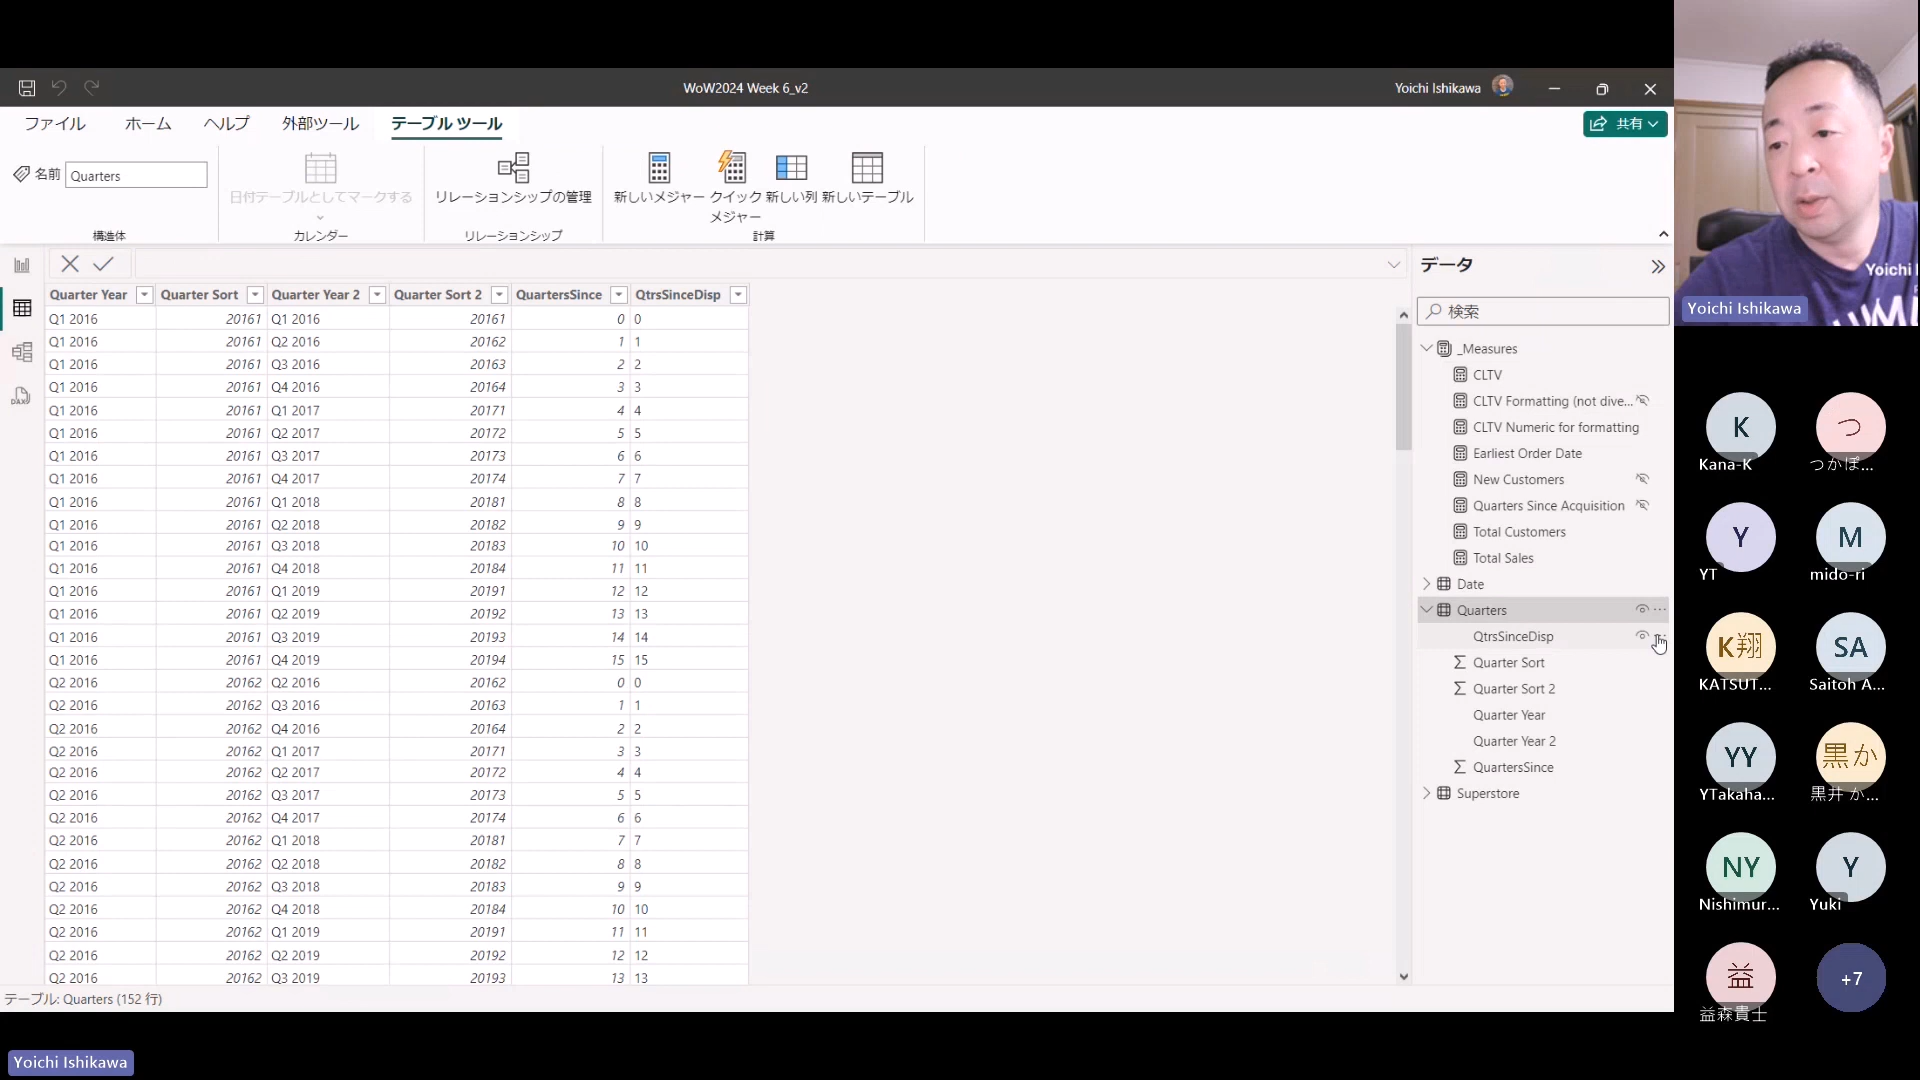 WoW2024 Week 6_v2
Yoichi Ishikawa
ファイル ホーム ヘルプ 外部ツール テーブル ツール
共有
名前 Quarters
日付テーブルとしてマークする
リレーションシップの管理
新しいメジャー クイック メジャー 新しい列 新しいテーブル
構造体 カレンダー リレーションシップ 計算
Quarter Year Quarter Sort Quarter Year 2 Quarter Sort 2 QuartersSince QtrsSinceDisp
Q1 2016 20161 Q1 2016 20161 0 0
Q1 2016 20161 Q2 2016 20162 1 1
Q1 2016 20161 Q3 2016 20163 2 2
Q1 2016 20161 Q4 2016 20164 3 3
Q1 2016 20161 Q1 2017 20171 4 4
Q1 2016 20161 Q2 2017 20172 5 5
Q1 2016 20161 Q3 2017 20173 6 6
Q1 2016 20161 Q4 2017 20174 7 7
Q1 2016 20161 Q1 2018 20181 8 8
Q1 2016 20161 Q2 2018 20182 9 9
Q1 2016 20161 Q3 2018 20183 10 10
Q1 2016 20161 Q4 2018 20184 11 11
Q1 2016 20161 Q1 2019 20191 12 12
Q1 2016 20161 Q2 2019 20192 13 13
Q1 2016 20161 Q3 2019 20193 14 14
Q1 2016 20161 Q4 2019 20194 15 15
Q2 2016 20162 Q2 2016 20162 0 0
Q2 2016 20162 Q3 2016 20163 1 1
Q2 2016 20162 Q4 2016 20164 2 2
Q2 2016 20162 Q1 2017 20171 3 3
Q2 2016 20162 Q2 2017 20172 4 4
Q2 2016 20162 Q3 2017 20173 5 5
Q2 2016 20162 Q4 2017 20174 6 6
Q2 2016 20162 Q1 2018 20181 7 7
Q2 2016 20162 Q2 2018 20182 8 8
Q2 2016 20162 Q3 2018 20183 9 9
Q2 2016 20162 Q4 2018 20184 10 10
Q2 2016 20162 Q1 2019 20191 11 11
Q2 2016 20162 Q2 2019 20192 12 12
Q2 2016 20162 Q3 2019 20193 13 13
テーブル: Quarters (152 行)
データ
検索
_Measures
CLTV
CLTV Formatting (not dive...
CLTV Numeric for formatting
Earliest Order Date
New Customers
Quarters Since Acquisition
Total Customers
Total Sales
Date
Quarters
QtrsSinceDisp
Quarter Sort
Quarter Sort 2
Quarter Year
Quarter Year 2
QuartersSince
Superstore
DAX
Yoichi I
Yoichi Ishikawa
K つ
Kana-K つかぽ...
Y M
YT mido-ri
K翔 SA
KATSUT... Saitoh A...
YY 黒か
YTakaha... 黒井 か...
NY Y
Nishimur... Yuki
益 +7
益森貴士
Yoichi Ishikawa